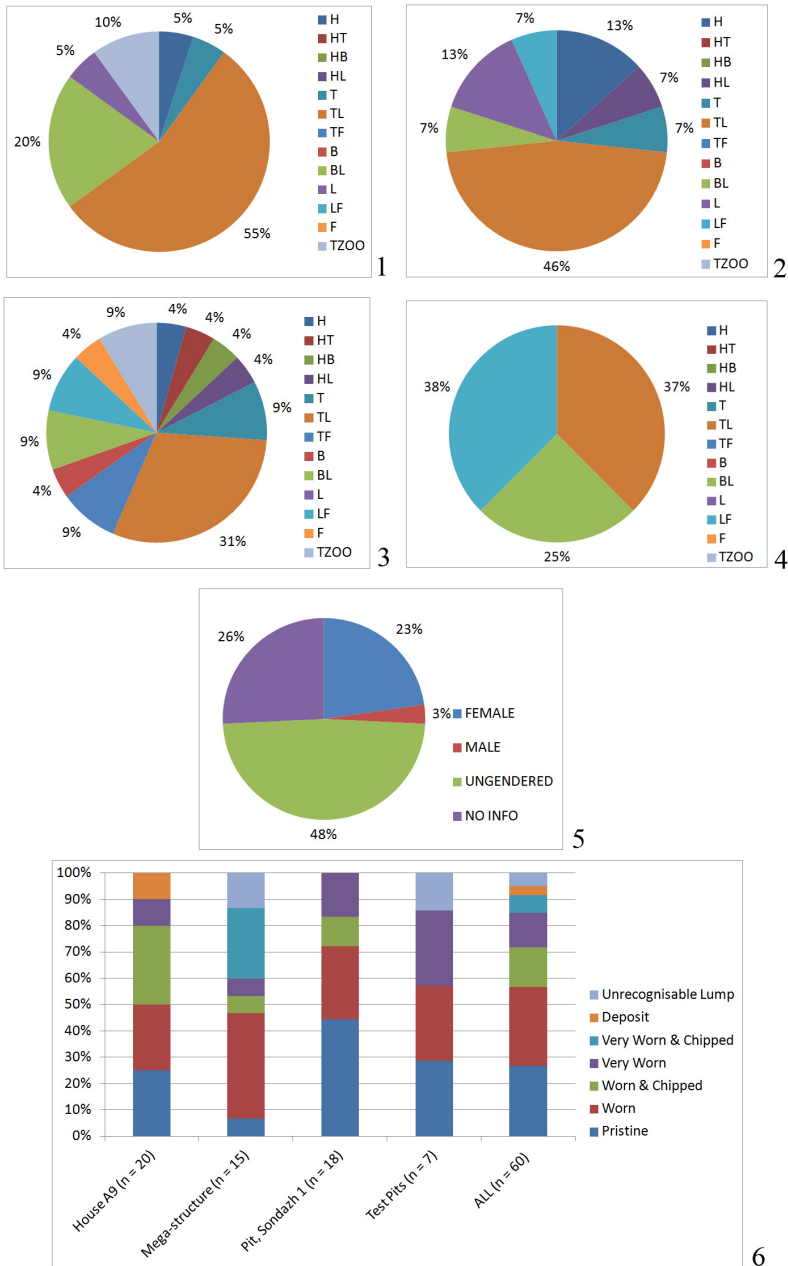 10%
5%
5%
5%
20%
55%
H
HT
HB
HL
T
TL
TF
B
BL
L
LF
F
TZOO
1
7%
13%
13%
7%
7%
7%
46%
H
HT
HB
HL
T
TL
TF
B
BL
L
LF
F
TZOO
2
9%
4%
4%
4%
4%
4%
9%
9%
9%
4%
9%
31%
H
HT
HB
HL
T
TL
TF
B
BL
L
LF
F
TZOO
3
38%
37%
25%
H
HT
HB
HL
T
TL
TF
B
BL
L
LF
F
TZOO
4
26%
23%
3%
48%
FEMALE
MALE
UNGENDERED
NO INFO
5
100%
90%
80%
70%
60%
50%
40%
30%
20%
10%
0%
House A9 (n = 20)
Mega-structure (n = 15)
Pit, Sondazh 1 (n = 18)
Test Pits (n = 7)
ALL (n = 60)
Unrecognisable Lump
Deposit
Very Worn & Chipped
Very Worn
Worn & Chipped
Worn
Pristine
6